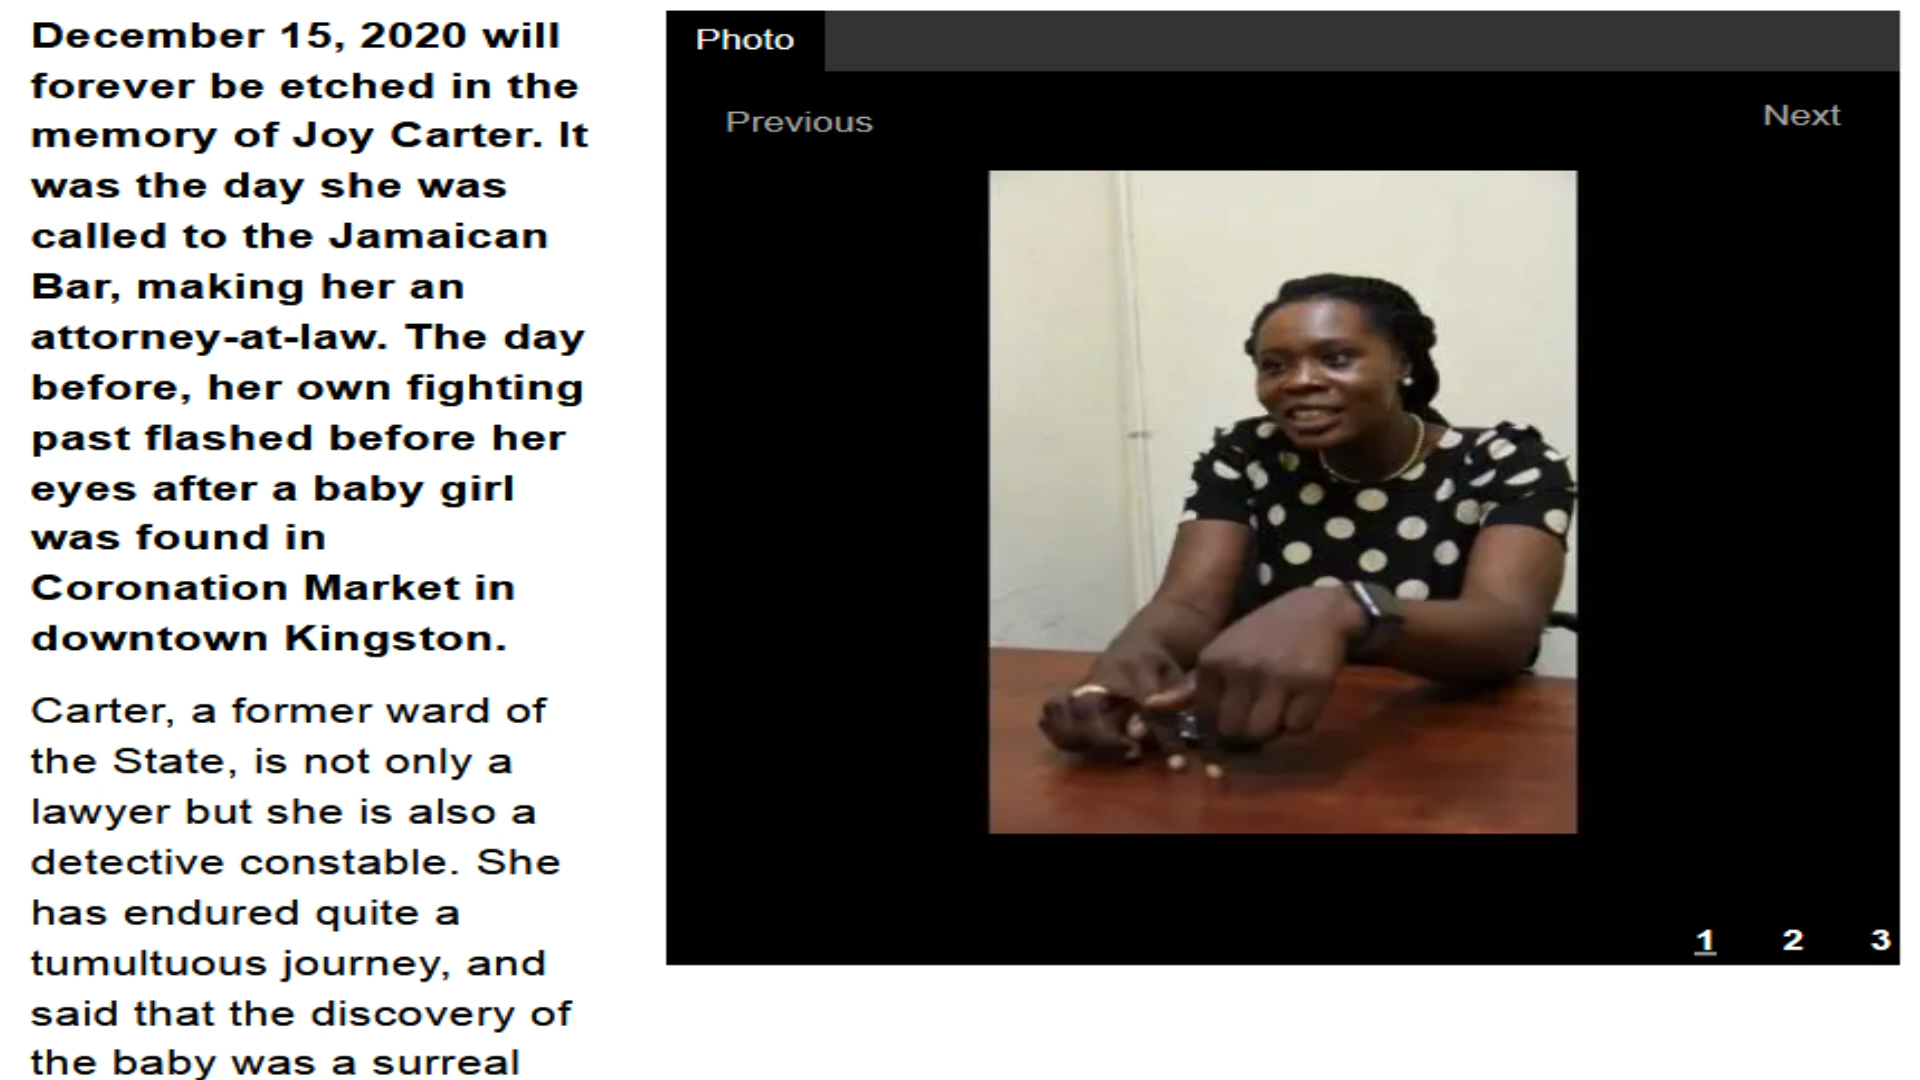 December 15, 2020 will
forever be etched in the
memory of Joy Carter. It
was the day she was
called to the Jamaican
Bar, making her an
attorney-at-law. The day
before, her own fighting
past flashed before her
eyes after a baby girl
was found in
Coronation Market in
downtown Kingston.
Carter, a former ward of
the State, is not only a
lawyer but she is also a
detective constable. She
has endured quite a
tumultuous journey, and
said that the discovery of
the baby was a surreal
Photo
Previous
Next
1 2 3